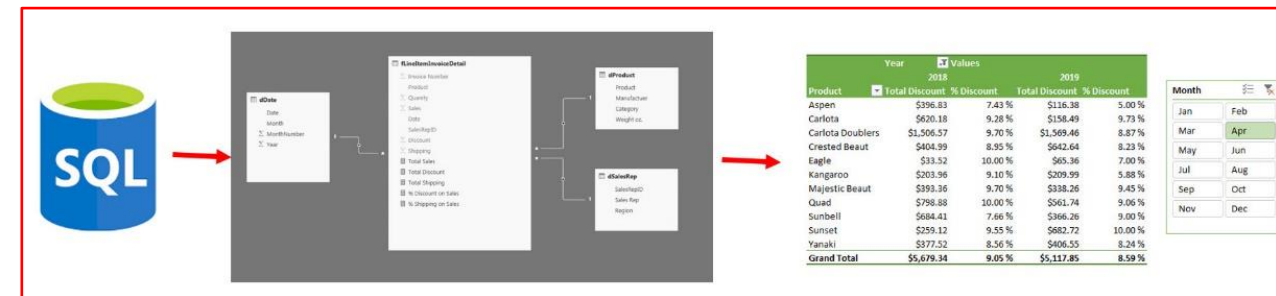 SQL
dDate
Date
Month
MonthNumber
Year
fLineItemInvoiceDetail
Invoice Number
Product
Quantity
Sales
Date
SalesRepID
Discount
Shipping
Total Sales
Total Discount
Total Shipping
% Discount on Sales
% Shipping on Sales
dProduct
Product
Manufacturer
Category
Weight oz.
dSalesRep
SalesRepID
Sales Rep
Region
Year Values
2018 2019
Product Total Discount % Discount Total Discount % Discount
Aspen $396.83 7.43 % $116.38 5.00 %
Carlota $620.18 9.28 % $158.49 9.73 %
Carlota Doublers $1,506.57 9.70 % $1,569.46 8.87 %
Crested Beaut $404.99 8.95 % $642.64 8.23 %
Eagle $33.52 10.00 % $65.36 7.00 %
Kangaroo $203.96 9.10 % $209.99 5.88 %
Majestic Beaut $393.36 9.70 % $338.26 9.45 %
Quad $798.88 10.00 % $561.74 9.06 %
Sunbell $684.41 7.66 % $366.26 9.00 %
Sunset $259.12 9.55 % $682.72 10.00 %
Yanaki $377.52 8.56 % $406.55 8.24 %
Grand Total $5,679.34 9.05 % $5,117.85 8.59 %
Month
Jan Feb
Mar Apr
May Jun
Jul Aug
Sep Oct
Nov Dec